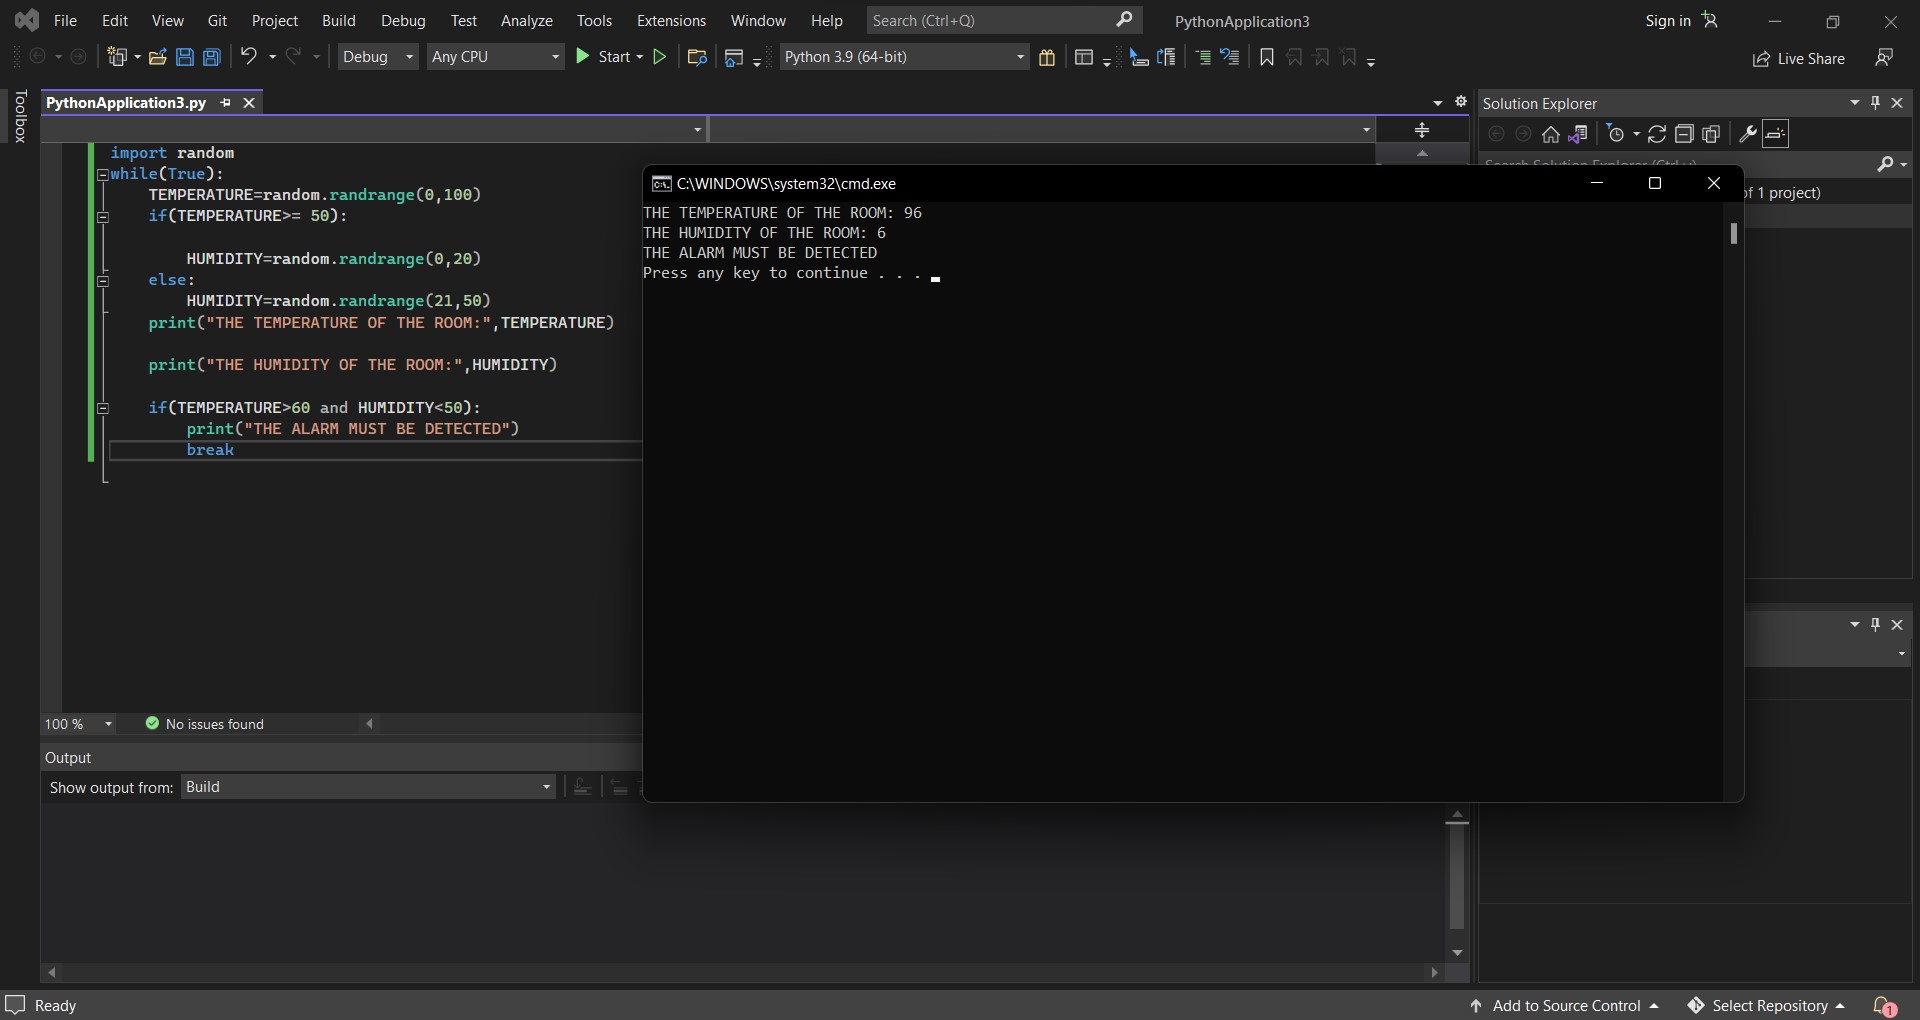 File Edit View Git Project Build Debug Test Analyze Tools Extensions Window Help Search (Ctrl+Q) PythonApplication3 Sign in
Debug Any CPU Start Python 3.9 (64-bit) Live Share
Toolbox
PythonApplication3.py
import random
while(True):
TEMPERATURE=random.randrange(0,100)
if(TEMPERATURE>= 50):
HUMIDITY=random.randrange(0,20)
else:
HUMIDITY=random.randrange(21,50)
print("THE TEMPERATURE OF THE ROOM:",TEMPERATURE)
print("THE HUMIDITY OF THE ROOM:",HUMIDITY)
if(TEMPERATURE>60 and HUMIDITY<50):
print("THE ALARM MUST BE DETECTED")
break
C:\WINDOWS\system32\cmd.exe
THE TEMPERATURE OF THE ROOM: 96
THE HUMIDITY OF THE ROOM: 6
THE ALARM MUST BE DETECTED
Press any key to continue . . .
Solution Explorer
Search Solution Explorer (Ctrl+;)
of 1 project)
100 % No issues found
Output
Show output from: Build
Ready Add to Source Control Select Repository 1